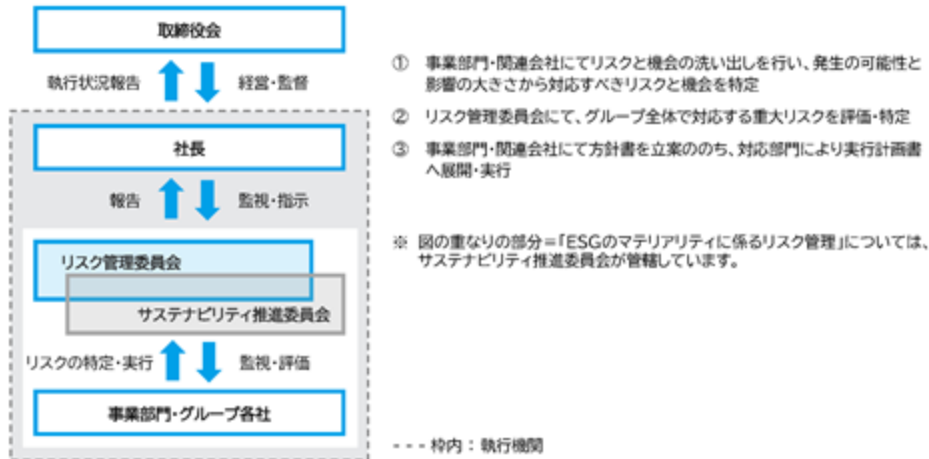 取締役会
執行状況報告
経営・監督
社長
報告
監視・指示
リスク管理委員会
サステナビリティ推進委員会
リスクの特定・実行
監視・評価
事業部門・グループ各社
① 事業部門・関連会社にてリスクと機会の洗い出しを行い、発生の可能性と
影響の大きさから対応すべきリスクと機会を特定
② リスク管理委員会にて、グループ全体で対応する重大リスクを評価・特定
③ 事業部門・関連会社にて方針書を立案ののち、対応部門により実行計画書
へ展開・実行
※ 図の重なりの部分＝「ESGのマテリアリティに係るリスク管理」については、
サステナビリティ推進委員会が管轄しています。
- - - 枠内：執行機関